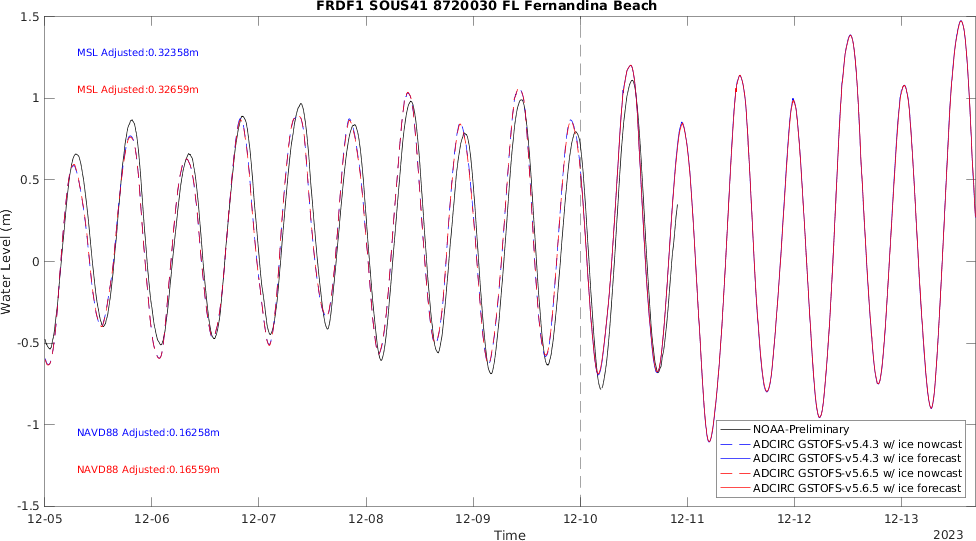 FRDF1 SOUS41 8720030 FL Fernandina Beach
1.5
1
0.5
0
-0.5
-1
-1.5
Water Level (m)
MSL Adjusted:0.32358m
MSL Adjusted:0.32659m
NAVD88 Adjusted:0.16258m
NAVD88 Adjusted:0.16559m
NOAA-Preliminary
ADCIRC GSTOFS-v5.4.3 w/ ice nowcast
ADCIRC GSTOFS-v5.4.3 w/ ice forecast
ADCIRC GSTOFS-v5.6.5 w/ ice nowcast
ADCIRC GSTOFS-v5.6.5 w/ ice forecast
12-05 12-06 12-07 12-08 12-09 12-10 12-11 12-12 12-13
Time
2023